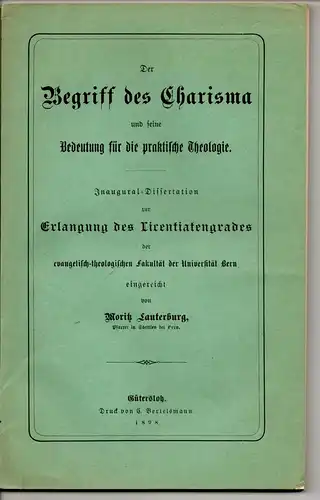 Der
Begriff des Charisma
und seine
Bedeutung für die praktische Theologie.
Inaugural-Dissertation
zur
Erlangung des Licentiatengrades
der
evangelisch-theologischen Fakultät der Universität Bern
eingereicht
von
Moritz Lauterburg,
Pfarrer in Stettlen bei Bern.
Gütersloh.
Druck von C. Bertelsmann
1898